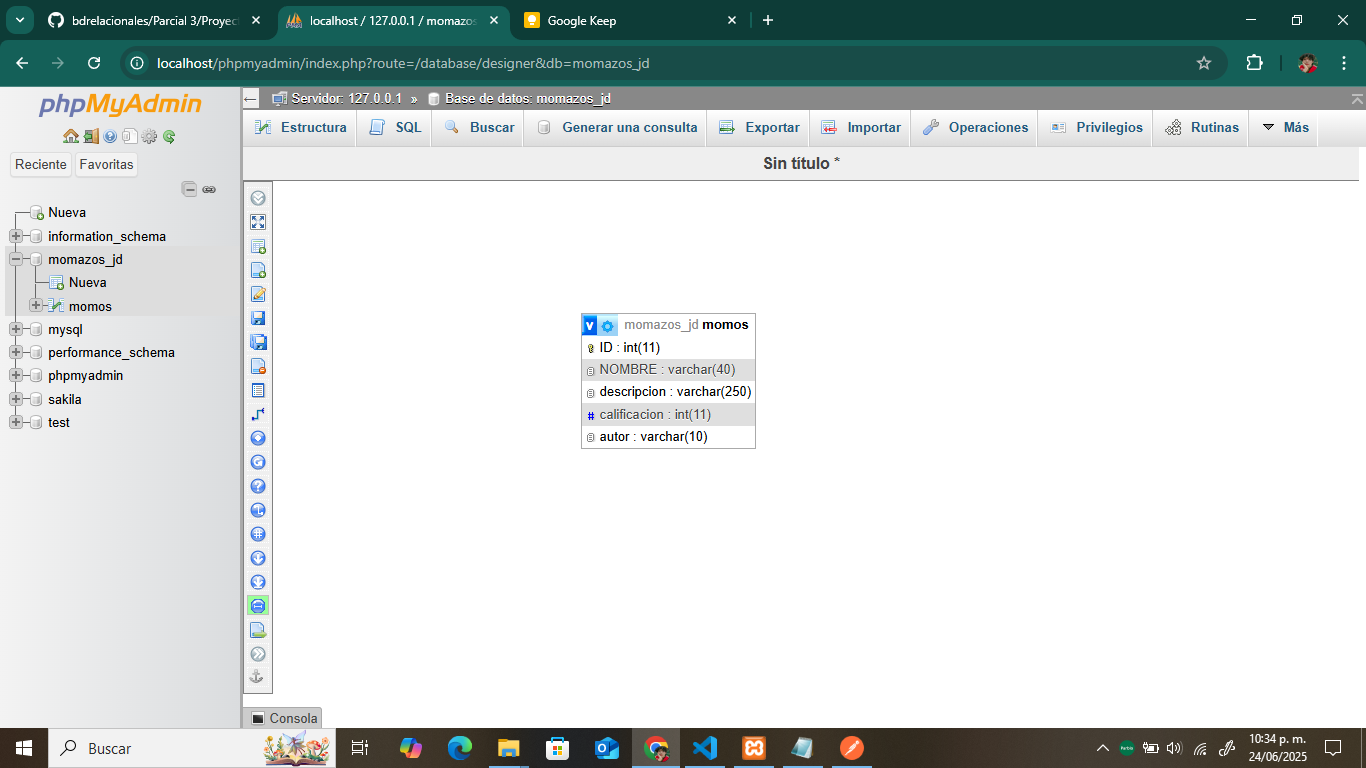 bdrelacionales/Parcial 3/Proyec
localhost / 127.0.0.1 / momazos
Google Keep
localhost/phpmyadmin/index.php?route=/database/designer&db=momazos_jd
phpMyAdmin
Reciente
Favoritas
Nueva
information_schema
momazos_jd
Nueva
momos
mysql
performance_schema
phpmyadmin
sakila
test
Servidor: 127.0.0.1 » Base de datos: momazos_jd
Estructura
SQL
Buscar
Generar una consulta
Exportar
Importar
Operaciones
Privilegios
Rutinas
Más
Sin título *
v momazos_jd momos
ID : int(11)
NOMBRE : varchar(40)
descripcion : varchar(250)
# calificacion : int(11)
autor : varchar(10)
Consola
Buscar
10:34 p. m.
24/06/2025